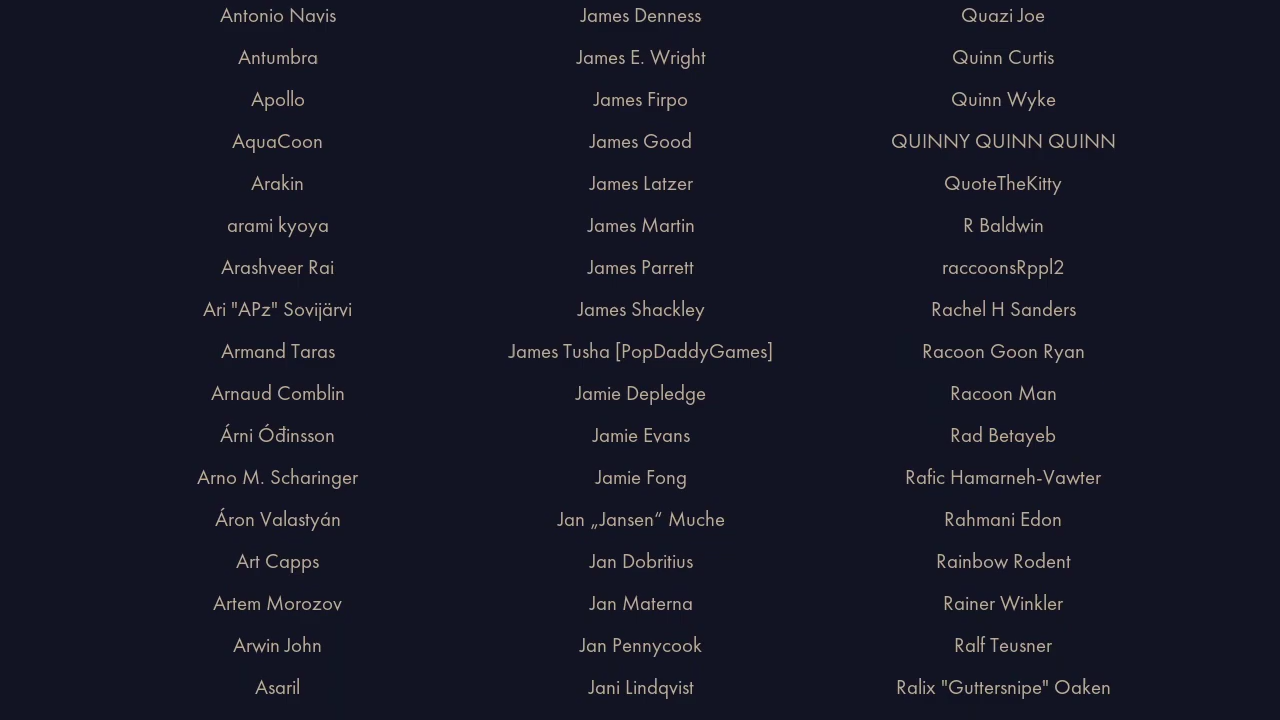 Antonio Navis
Antumbra
Apollo
AquaCoon
Arakin
arami kyoya
Arashveer Rai
Ari "APz" Sovijärvi
Armand Taras
Arnaud Comblin
Árni Óđinsson
Arno M. Scharinger
Áron Valastyán
Art Capps
Artem Morozov
Arwin John
Asaril
James Denness
James E. Wright
James Firpo
James Good
James Latzer
James Martin
James Parrett
James Shackley
James Tusha [PopDaddyGames]
Jamie Depledge
Jamie Evans
Jamie Fong
Jan „Jansen“ Muche
Jan Dobritius
Jan Materna
Jan Pennycook
Jani Lindqvist
Quazi Joe
Quinn Curtis
Quinn Wyke
QUINNY QUINN QUINN
QuoteTheKitty
R Baldwin
raccoonsRppl2
Rachel H Sanders
Racoon Goon Ryan
Racoon Man
Rad Betayeb
Rafic Hamarneh-Vawter
Rahmani Edon
Rainbow Rodent
Rainer Winkler
Ralf Teusner
Ralix "Guttersnipe" Oaken